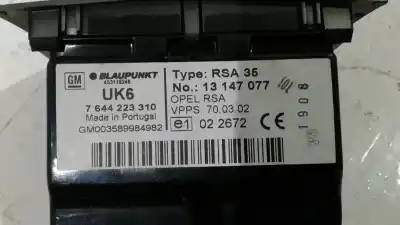 GM BLAUPUNKT Type: RSA 35
UK6 No.: 13 147 077
7 644 223 310 OPEL RSA
Made in Portugal VPPS 70.03.02
GM003589984982 e1 02 2672 CE
1908